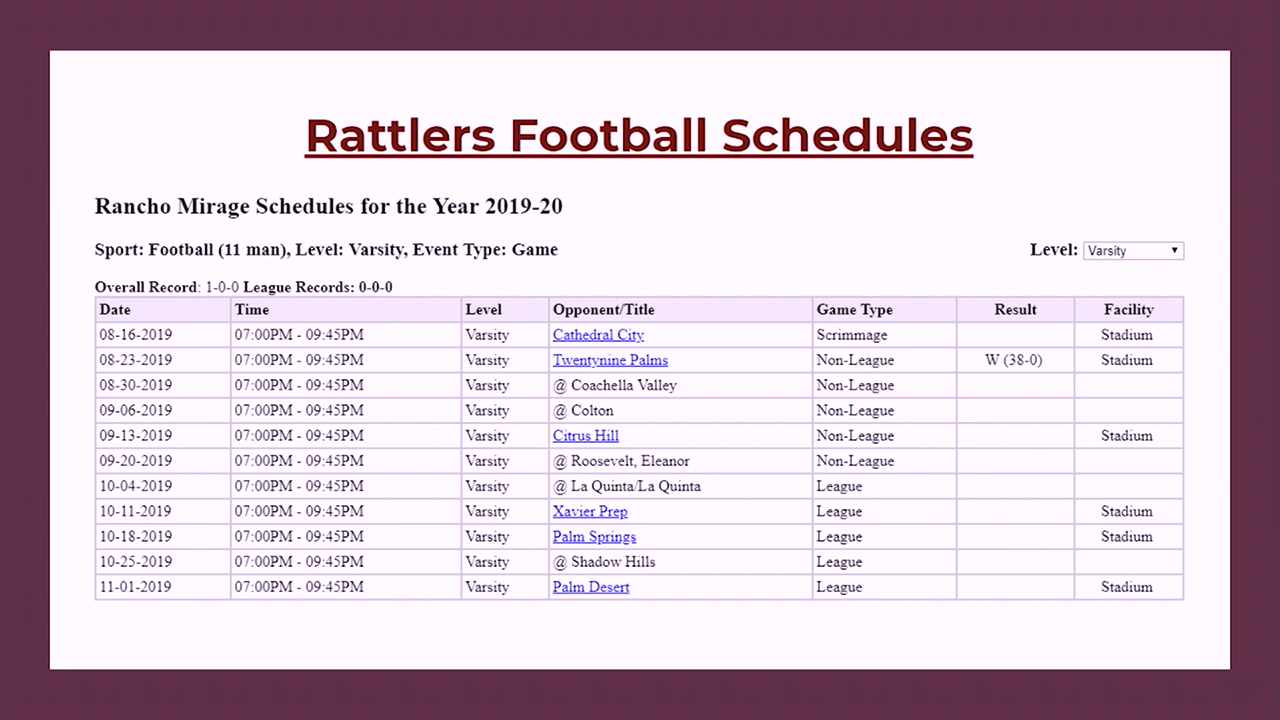 Rattlers Football Schedules
Rancho Mirage Schedules for the Year 2019-20
Sport: Football (11 man), Level: Varsity, Event Type: Game Level: Varsity
Overall Record: 1-0-0 League Records: 0-0-0
Date Time Level Opponent/Title Game Type Result Facility
08-16-2019 07:00PM - 09:45PM Varsity Cathedral City Scrimmage Stadium
08-23-2019 07:00PM - 09:45PM Varsity Twentynine Palms Non-League W (38-0) Stadium
08-30-2019 07:00PM - 09:45PM Varsity @ Coachella Valley Non-League
09-06-2019 07:00PM - 09:45PM Varsity @ Colton Non-League
09-13-2019 07:00PM - 09:45PM Varsity Citrus Hill Non-League Stadium
09-20-2019 07:00PM - 09:45PM Varsity @ Roosevelt, Eleanor Non-League
10-04-2019 07:00PM - 09:45PM Varsity @ La Quinta/La Quinta League
10-11-2019 07:00PM - 09:45PM Varsity Xavier Prep League Stadium
10-18-2019 07:00PM - 09:45PM Varsity Palm Springs League Stadium
10-25-2019 07:00PM - 09:45PM Varsity @ Shadow Hills League
11-01-2019 07:00PM - 09:45PM Varsity Palm Desert League Stadium